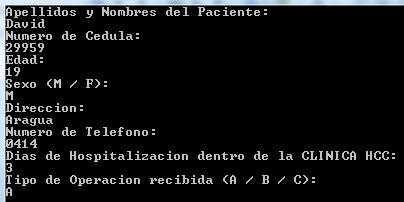 Apellidos y Nombres del Paciente:
David
Numero de Cedula:
29959
Edad:
19
Sexo (M / F):
M
Direccion:
Aragua
Numero de Telefono:
0414
Dias de Hospitalizacion dentro de la CLINICA HCC:
3
Tipo de Operacion recibida (A / B / C):
A